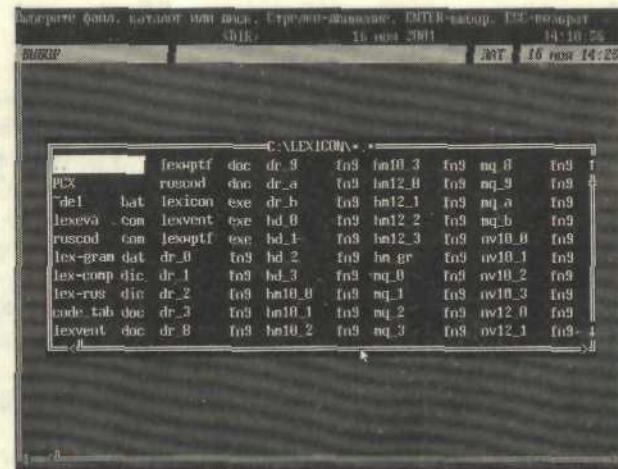 Выберите файл, каталог или диск. Стрелки-движение, ENTER-выбор, ESC-возврат
.. <DIR> 16 ноя 2001 14:10:56
ВЫБОР ЛАТ 16 ноя 14:26
C:\LEXICON\*.*
.. lexwptf doc dr_9 fn9 hm10_3 fn9 mq_8 fn9
PCX ruscod doc dr_a fn9 hm12_0 fn9 mq_9 fn9
~del bat lexicon exe dr_b fn9 hm12_1 fn9 mq_a fn9
lexeva com lexvent exe hd_0 fn9 hm12_2 fn9 mq_b fn9
ruscod com lexwptf exe hd_1 fn9 hm12_3 fn9 nv10_0 fn9
lex-gram dat dr_0 fn9 hd_2 fn9 hm_gr fn9 nv10_1 fn9
lex-comp dic dr_1 fn9 hd_3 fn9 mq_0 fn9 nv10_2 fn9
lex-rus dic dr_2 fn9 hm10_0 fn9 mq_1 fn9 nv10_3 fn9
code_tab doc dr_3 fn9 hm10_1 fn9 mq_2 fn9 nv12_0 fn9
lexvent doc dr_8 fn9 hm10_2 fn9 mq_3 fn9 nv12_1 fn9